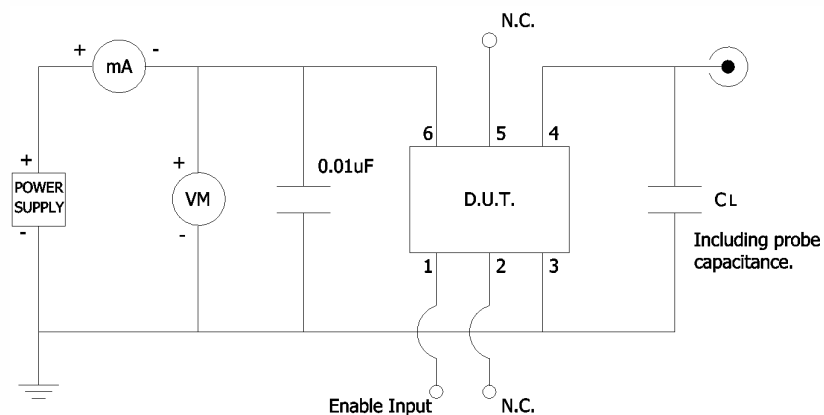 N.C.
+ mA -
6 5 4
+
POWER
SUPPLY
-
+
VM
-
0.01uF
D.U.T.
CL
Including probe
capacitance.
1 2 3
Enable Input
N.C.